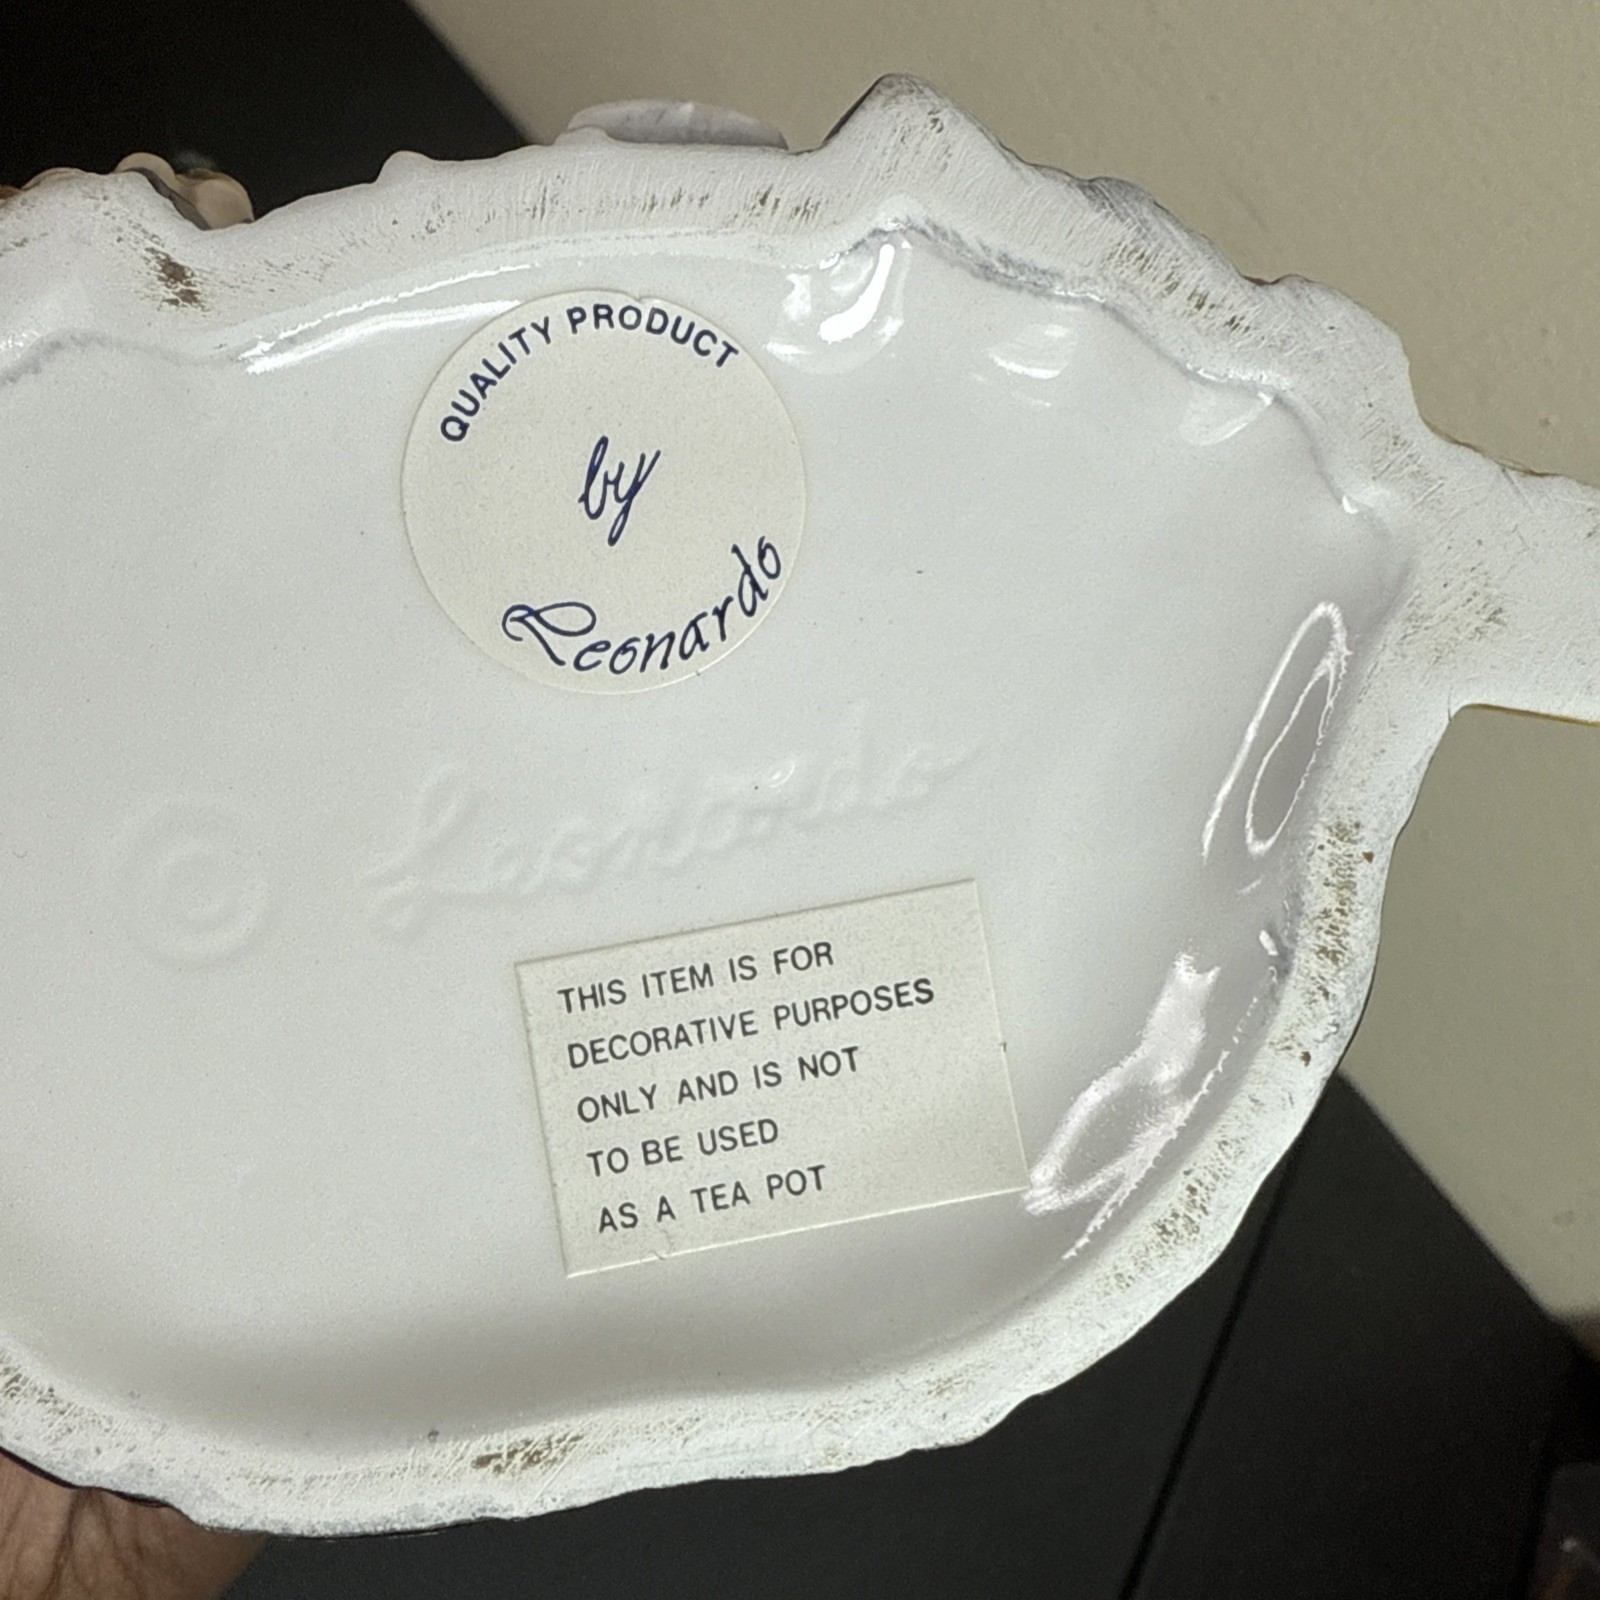 QUALITY PRODUCT
by
Leonardo
© Leonardo
THIS ITEM IS FOR
DECORATIVE PURPOSES
ONLY AND IS NOT
TO BE USED
AS A TEA POT